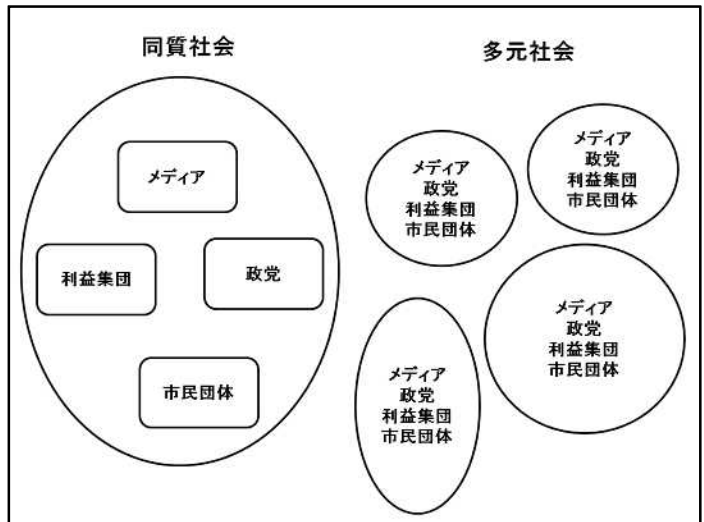 同質社会
メディア
利益集団
政党
市民団体
多元社会
メディア
政党
利益集団
市民団体
メディア
政党
利益集団
市民団体
メディア
政党
利益集団
市民団体
メディア
政党
利益集団
市民団体